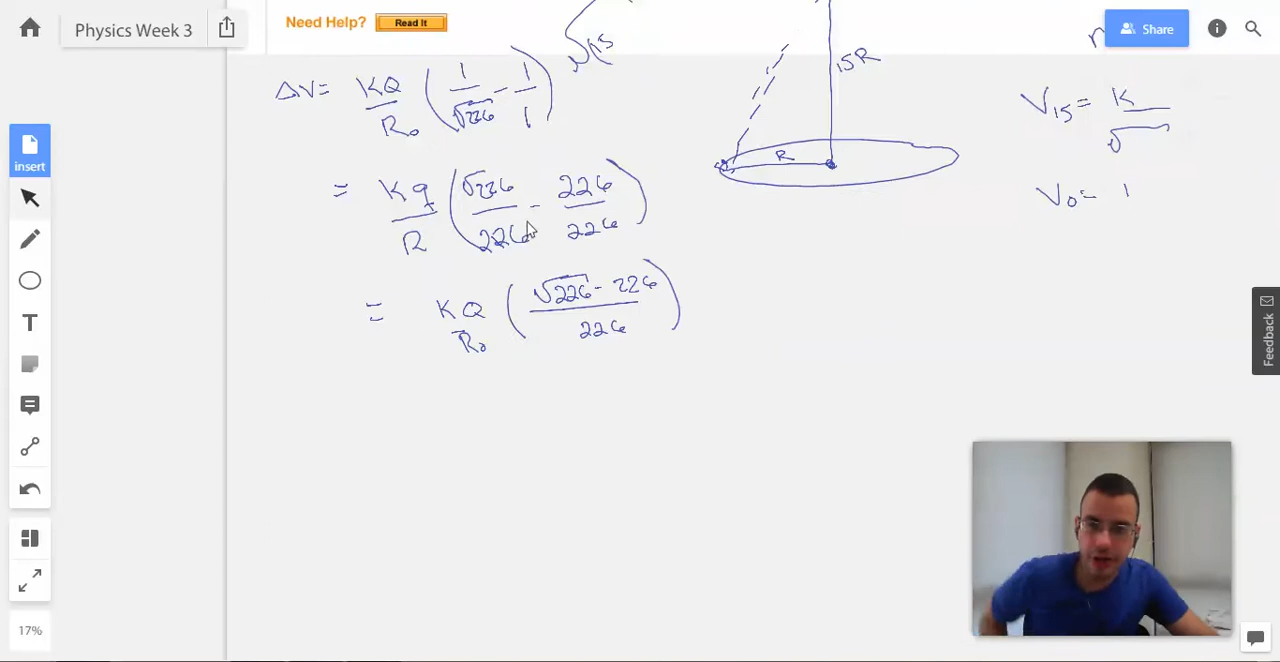 Physics Week 3
Need Help? Read It
Share
insert
√15
ΔV = KQ/R₀ (1/√226 - 1/1)
15R
R
V₁₅ = K/√
V₀ =
= Kq/R (√226/226 - 226/226)
= KQ/R₀ (√226 - 226/226)
Feedback
17%